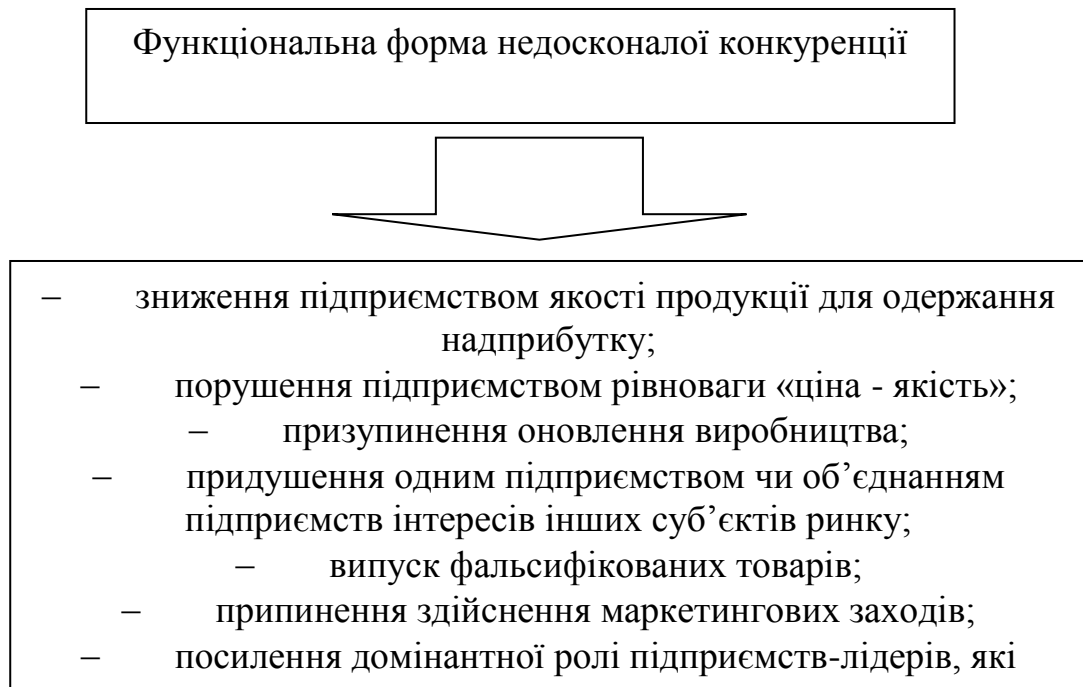 Функціональна форма недосконалої конкуренції
– зниження підприємством якості продукції для одержання
надприбутку;
– порушення підприємством рівноваги «ціна - якість»;
– призупинення оновлення виробництва;
– придушення одним підприємством чи об’єднанням
підприємств інтересів інших суб’єктів ринку;
– випуск фальсифікованих товарів;
– припинення здійснення маркетингових заходів;
– посилення домінантної ролі підприємств-лідерів, які